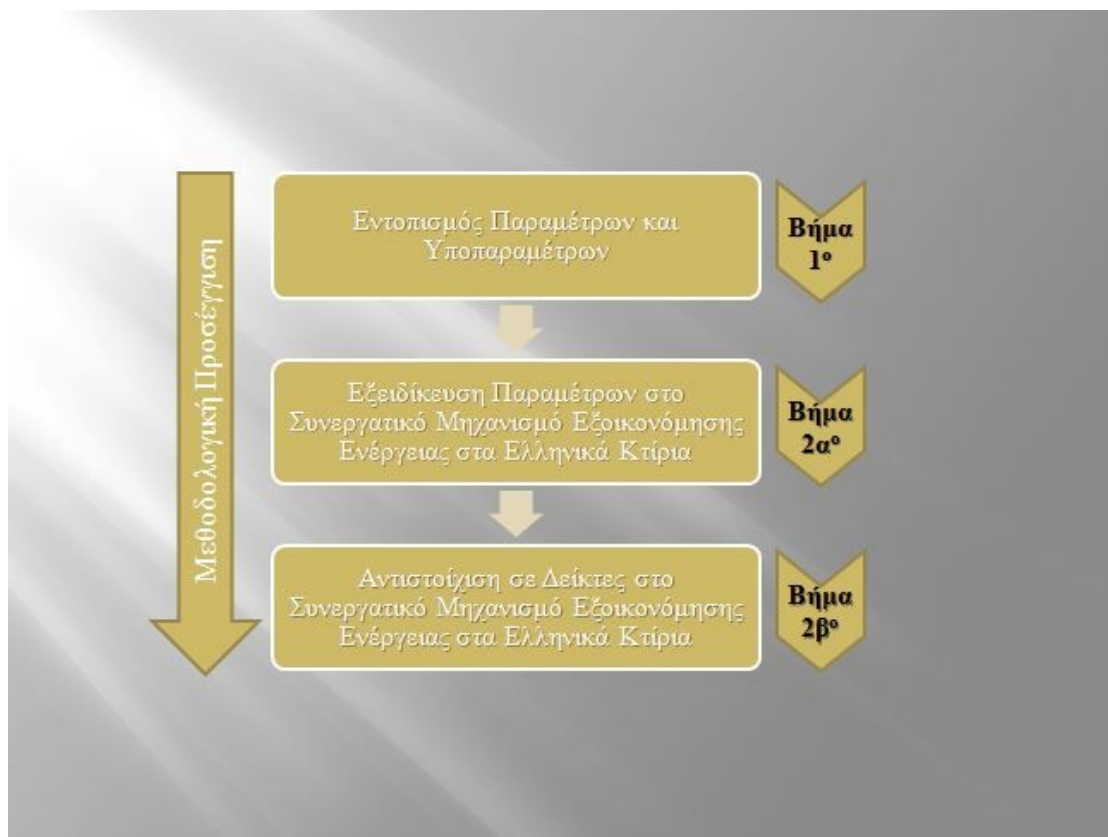 Μεθοδολογική Προσέγγιση
Εντοπισμός Παραμέτρων και
Υποπαραμέτρων
Βήμα
1ο
Εξειδίκευση Παραμέτρων στο
Συνεργατικό Μηχανισμό Εξοικονόμησης
Ενέργειας στα Ελληνικά Κτίρια
Βήμα
2αο
Αντιστοίχιση σε Δείκτες στο
Συνεργατικό Μηχανισμό Εξοικονόμησης
Ενέργειας στα Ελληνικά Κτίρια
Βήμα
2βο